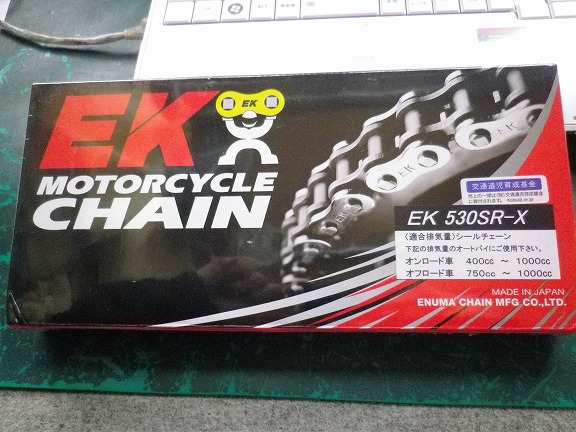 EK
EK
MOTORCYCLE
CHAIN
EK
EK
交通遺児育成基金
EK 530SR-X
〈適合排気量〉シールチェーン
下記の排気量のオートバイにご使用下さい。
オンロード車 400cc ～ 1000cc
オフロード車 750cc ～ 1000cc
MADE IN JAPAN
ENUMA CHAIN MFG CO.,LTD.